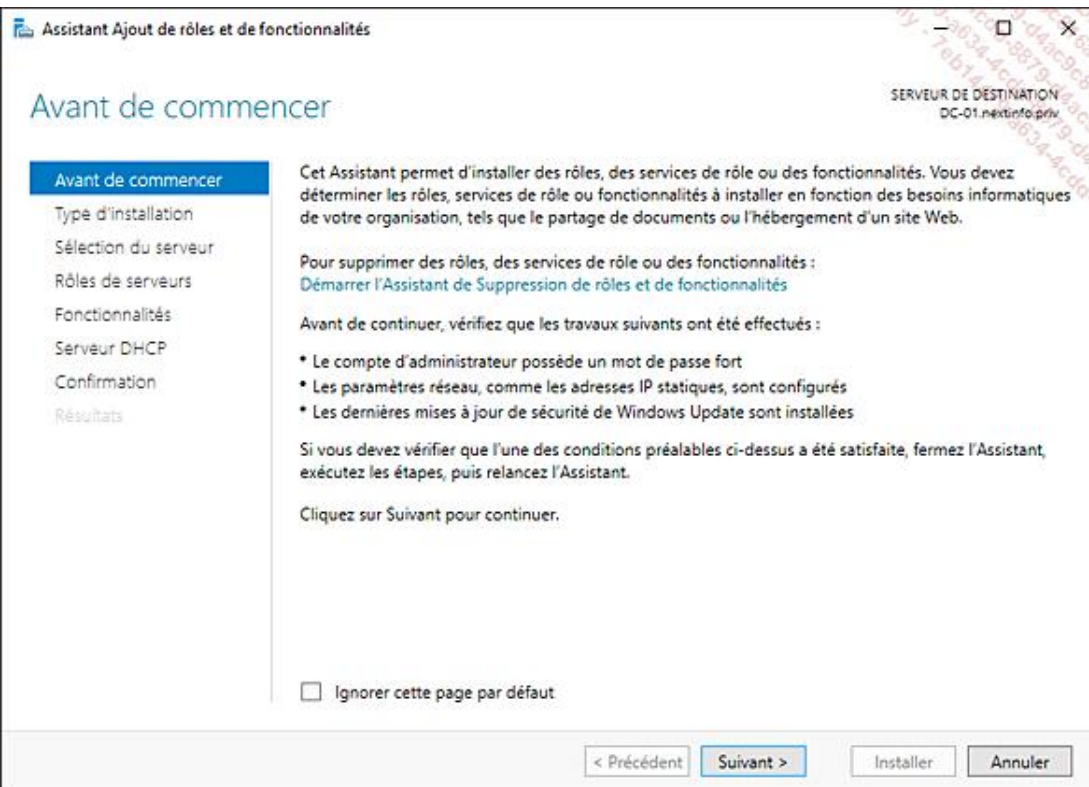 Assistant Ajout de rôles et de fonctionnalités
Avant de commencer
SERVEUR DE DESTINATION
DC-01.nextinfo.priv
Avant de commencer
Type d'installation
Sélection du serveur
Rôles de serveurs
Fonctionnalités
Serveur DHCP
Confirmation
Résultats
Cet Assistant permet d'installer des rôles, des services de rôle ou des fonctionnalités. Vous devez
déterminer les rôles, services de rôle ou fonctionnalités à installer en fonction des besoins informatiques
de votre organisation, tels que le partage de documents ou l'hébergement d'un site Web.
Pour supprimer des rôles, des services de rôle ou des fonctionnalités :
Démarrer l'Assistant de Suppression de rôles et de fonctionnalités
Avant de continuer, vérifiez que les travaux suivants ont été effectués :
* Le compte d'administrateur possède un mot de passe fort
* Les paramètres réseau, comme les adresses IP statiques, sont configurés
* Les dernières mises à jour de sécurité de Windows Update sont installées
Si vous devez vérifier que l'une des conditions préalables ci-dessus a été satisfaite, fermez l'Assistant,
exécutez les étapes, puis relancez l'Assistant.
Cliquez sur Suivant pour continuer.
Ignorer cette page par défaut
< Précédent
Suivant >
Installer
Annuler